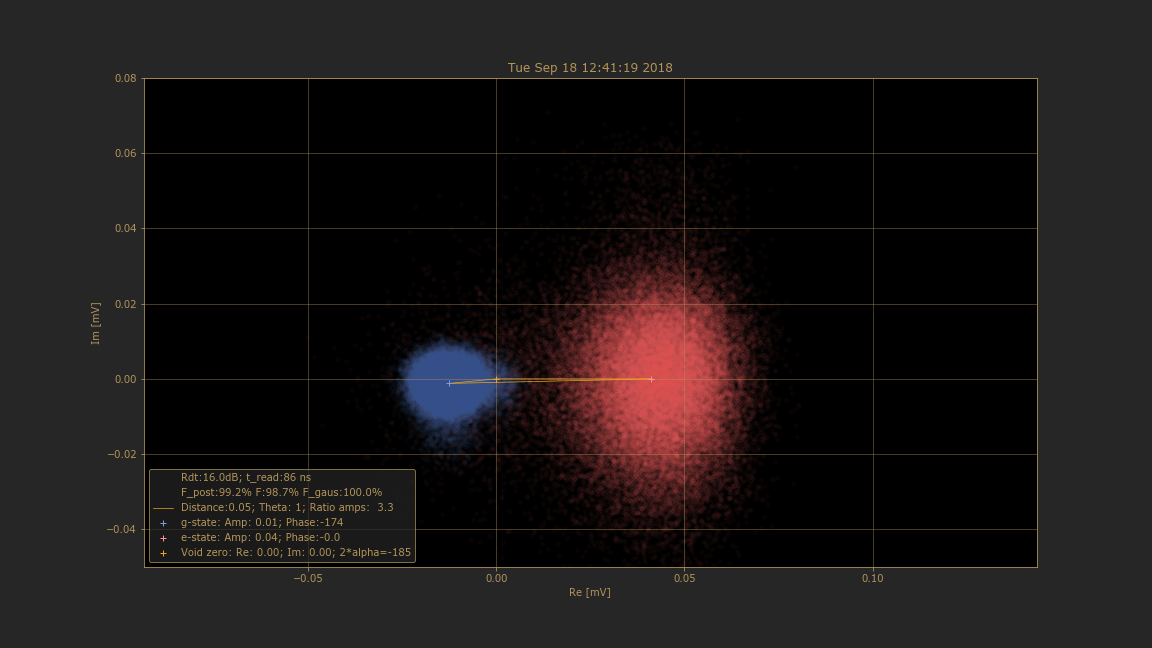 Tue Sep 18 12:41:19 2018
0.08
0.06
0.04
0.02
0.00
−0.02
−0.04
Im [mV]
Rdt:16.0dB; t_read:86 ns
F_post:99.2% F:98.7% F_gaus:100.0%
Distance:0.05; Theta: 1; Ratio amps:  3.3
g-state: Amp: 0.01; Phase:-174
e-state: Amp: 0.04; Phase:-0.0
Void zero: Re: 0.00; Im: 0.00; 2*alpha=-185
−0.05 0.00 0.05 0.10
Re [mV]